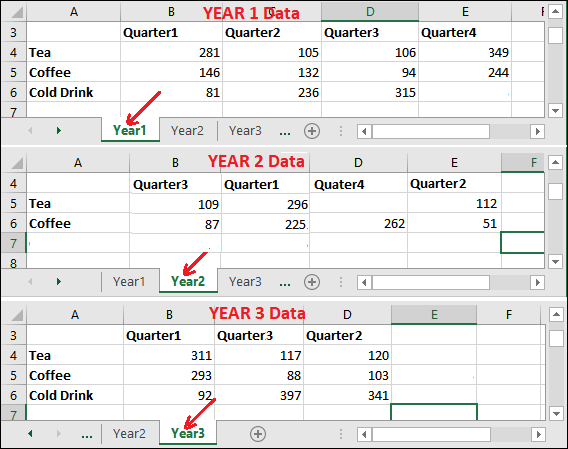 YEAR 1 Data
A B C D E F
3 Quarter1 Quarter2 Quarter3 Quarter4
4 Tea 281 105 106 349
5 Coffee 146 132 94 244
6 Cold Drink 81 236 315
7
Year1 Year2 Year3 ...
YEAR 2 Data
A B C D E F
4 Quarter3 Quarter1 Quater4 Quarter2
5 Tea 109 296 112
6 Coffee 87 225 262 51
7
8
Year1 Year2 Year3 ...
YEAR 3 Data
A B C D E F
3 Quarter1 Quarter3 Quarter2
4 Tea 311 117 120
5 Coffee 293 88 103
6 Cold Drink 92 397 341
7
... Year2 Year3